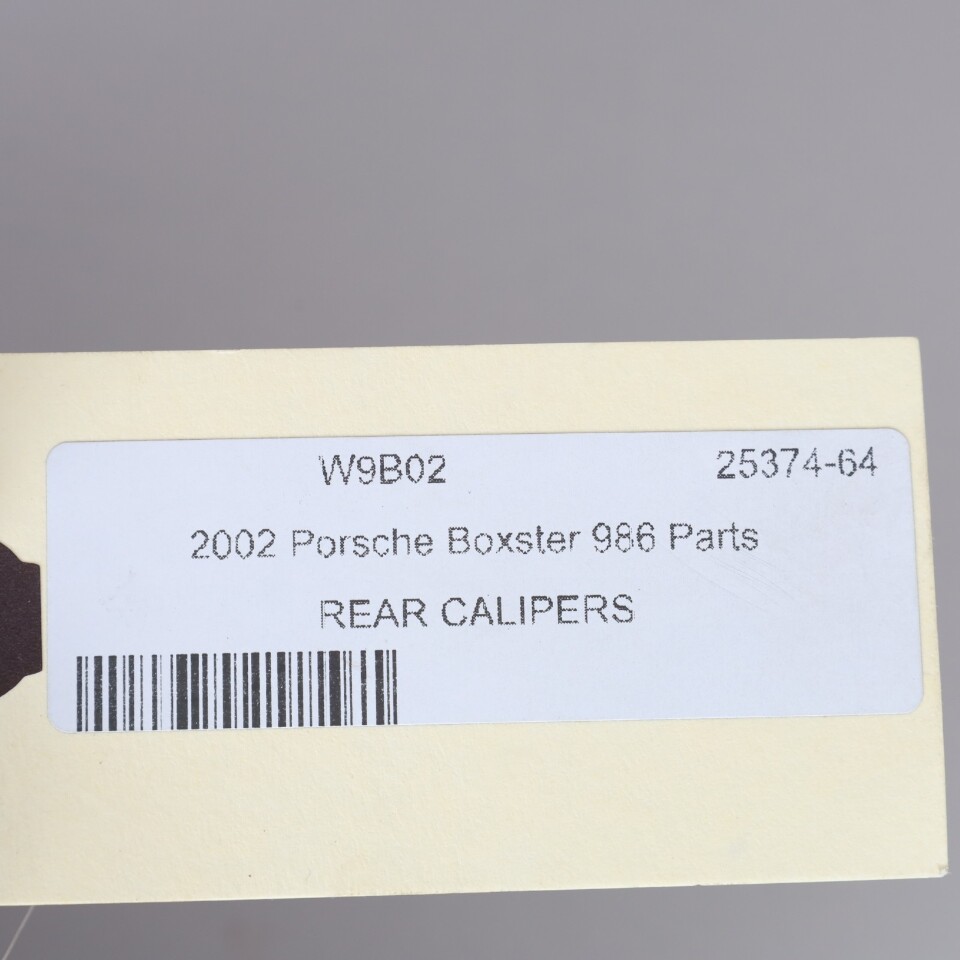 W9B02 25374-64
2002 Porsche Boxster 986 Parts
REAR CALIPERS